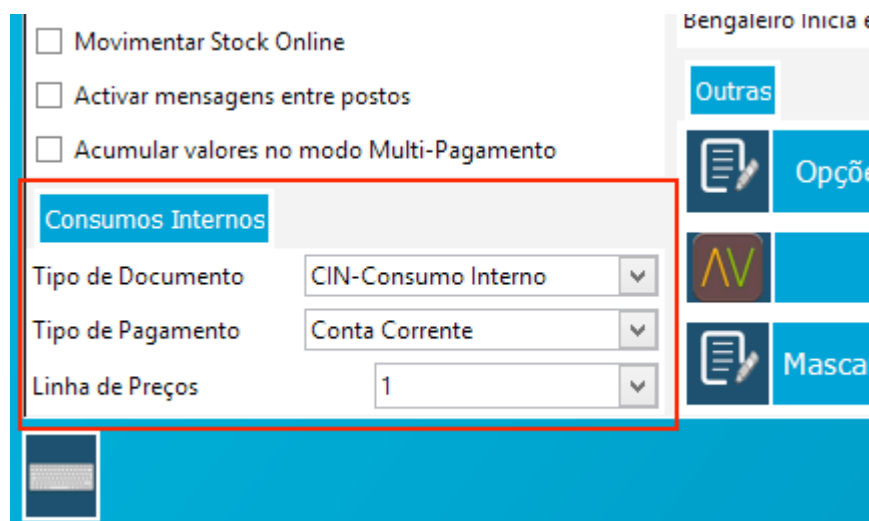 Movimentar Stock Online
Activar mensagens entre postos
Acumular valores no modo Multi-Pagamento
Consumos Internos
Tipo de Documento CIN-Consumo Interno
Tipo de Pagamento Conta Corrente
Linha de Preços 1
Bengaleiro Inicia e
Outras
Opçõe
Masca